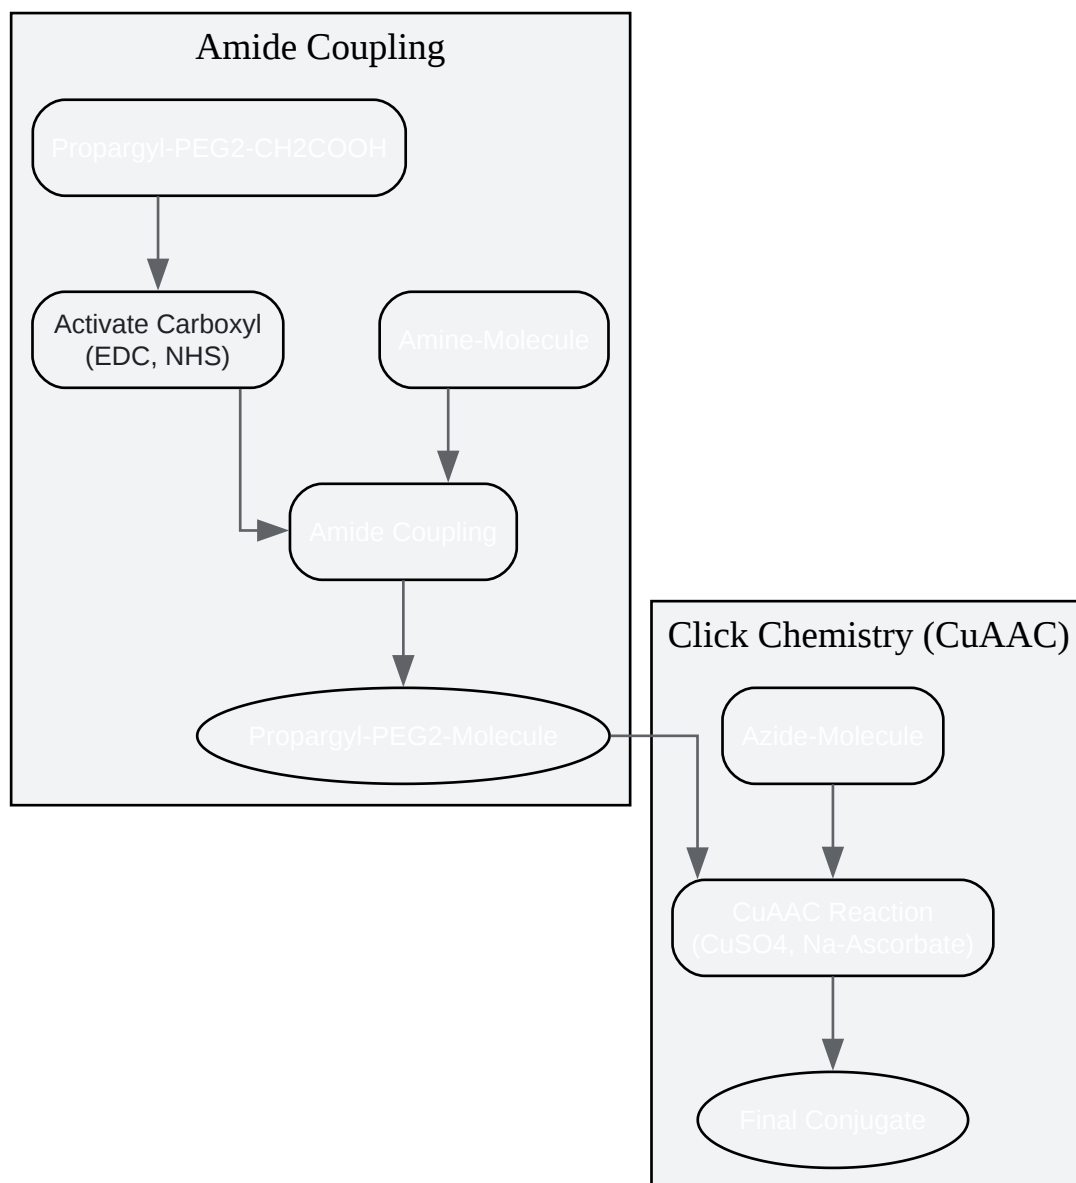 Amide Coupling
Propargyl-PEG2-CH2COOH
Activate Carboxyl
(EDC, NHS)
Amine-Molecule
Amide Coupling
Propargyl-PEG2-Molecule
Click Chemistry (CuAAC)
Azide-Molecule
CuAAC Reaction
(CuSO4, Na-Ascorbate)
Final Conjugate